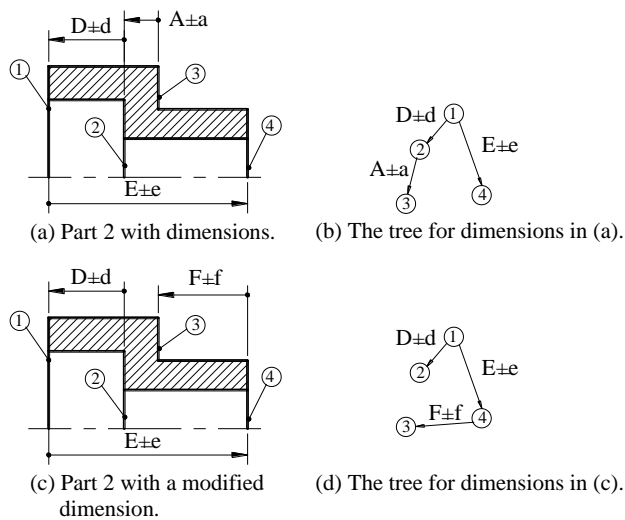 D±d
A±a
1
3
2
4
E±e
(a) Part 2 with dimensions.
D±d
1
2
E±e
A±a
3
4
(b) The tree for dimensions in (a).
D±d
F±f
1
3
2
4
E±e
(c) Part 2 with a modified
dimension.
D±d
1
2
E±e
F±f
3
4
(d) The tree for dimensions in (c).